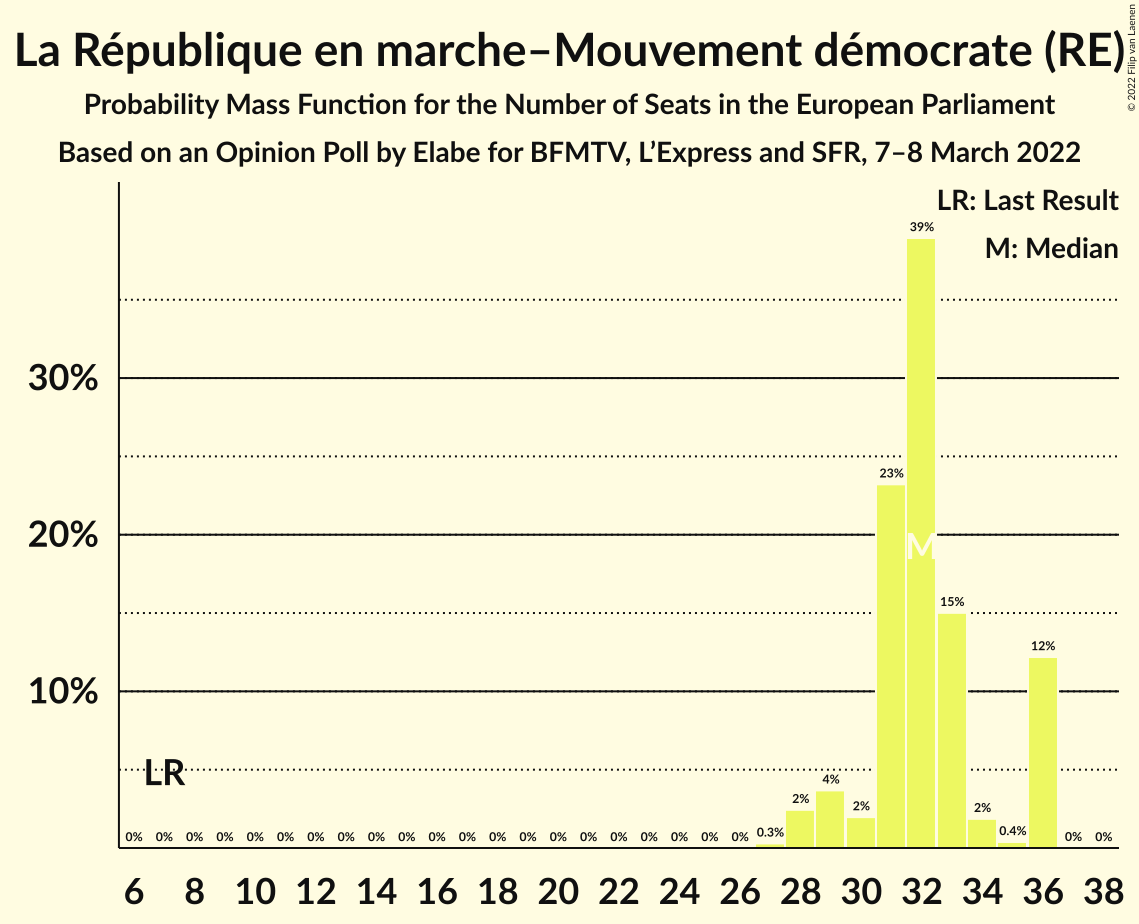 La République en marche–Mouvement démocrate (RE)
© 2022 Filip van Laenen
Probability Mass Function for the Number of Seats in the European Parliament
Based on an Opinion Poll by Elabe for BFMTV, L’Express and SFR, 7–8 March 2022
LR: Last Result
M: Median
39%
30%
23%
20%
M
15%
12%
10%
LR
0% 0% 0% 0% 0% 0% 0% 0% 0% 0% 0% 0% 0% 0% 0% 0% 0% 0% 0% 0% 0% 0.3% 2% 4% 2% 2% 0.4% 0% 0%
6 8 10 12 14 16 18 20 22 24 26 28 30 32 34 36 38